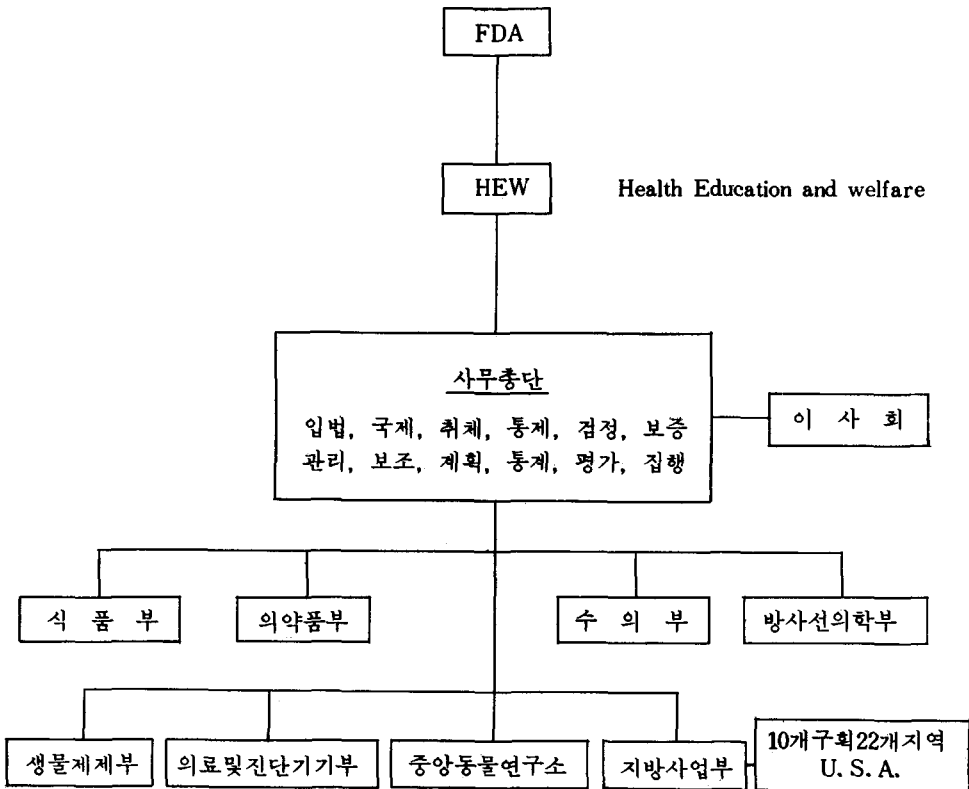 FDA
HEW
Health Education and welfare
사무총단
입법, 국제, 취체, 통제, 검정, 보증
관리, 보조, 계획, 통계, 평가, 집행
이 사 회
식 품 부
의약품부
수 의 부
방사선의학부
생물제제부
의료및진단기기부
중앙동물연구소
지방사업부
10개구획22개지역
U. S. A.